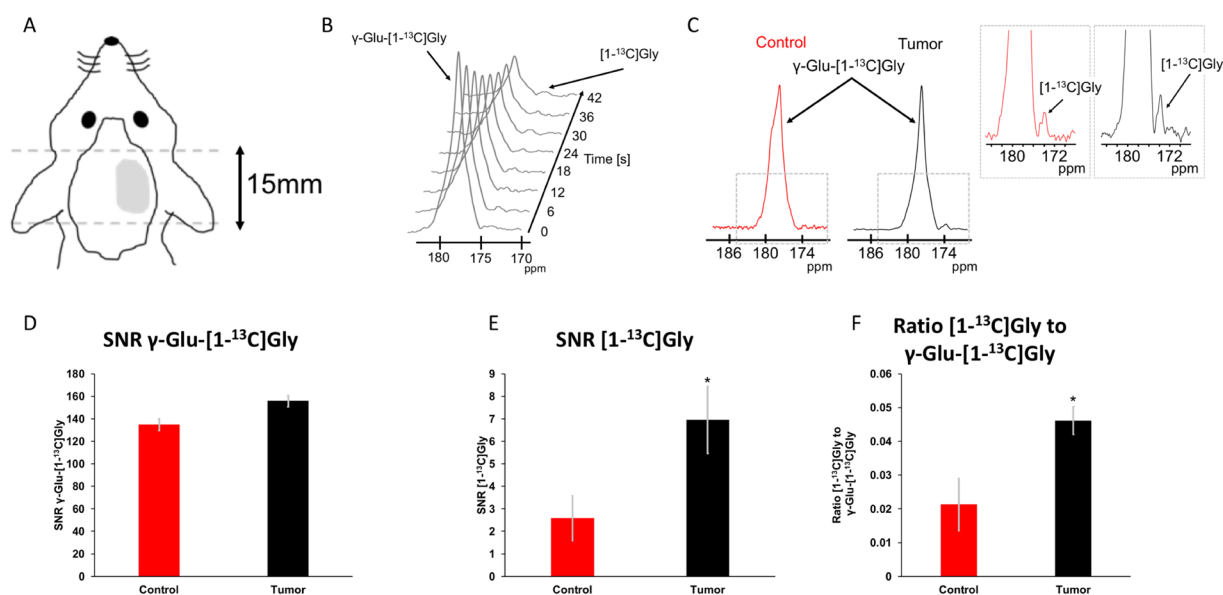 A
15mm
B
γ-Glu-[1-¹³C]Gly
[1-¹³C]Gly
42
36
30
24
18
12
6
0
Time [s]
180
175
170
ppm
C
Control
Tumor
γ-Glu-[1-¹³C]Gly
186
180
174
ppm
186
180
174
ppm
[1-¹³C]Gly
180
172
ppm
[1-¹³C]Gly
180
172
ppm
D
SNR γ-Glu-[1-¹³C]Gly
SNR γ-Glu-[1-¹³C]Gly
180
160
140
120
100
80
60
40
20
0
Control
Tumor
E
SNR [1-¹³C]Gly
SNR [1-¹³C]Gly
9
8
7
6
5
4
3
2
1
0
*
Control
Tumor
F
Ratio [1-¹³C]Gly to
γ-Glu-[1-¹³C]Gly
Ratio [1-¹³C]Gly to
γ-Glu-[1-¹³C]Gly
0.06
0.05
0.04
0.03
0.02
0.01
0
*
Control
Tumor